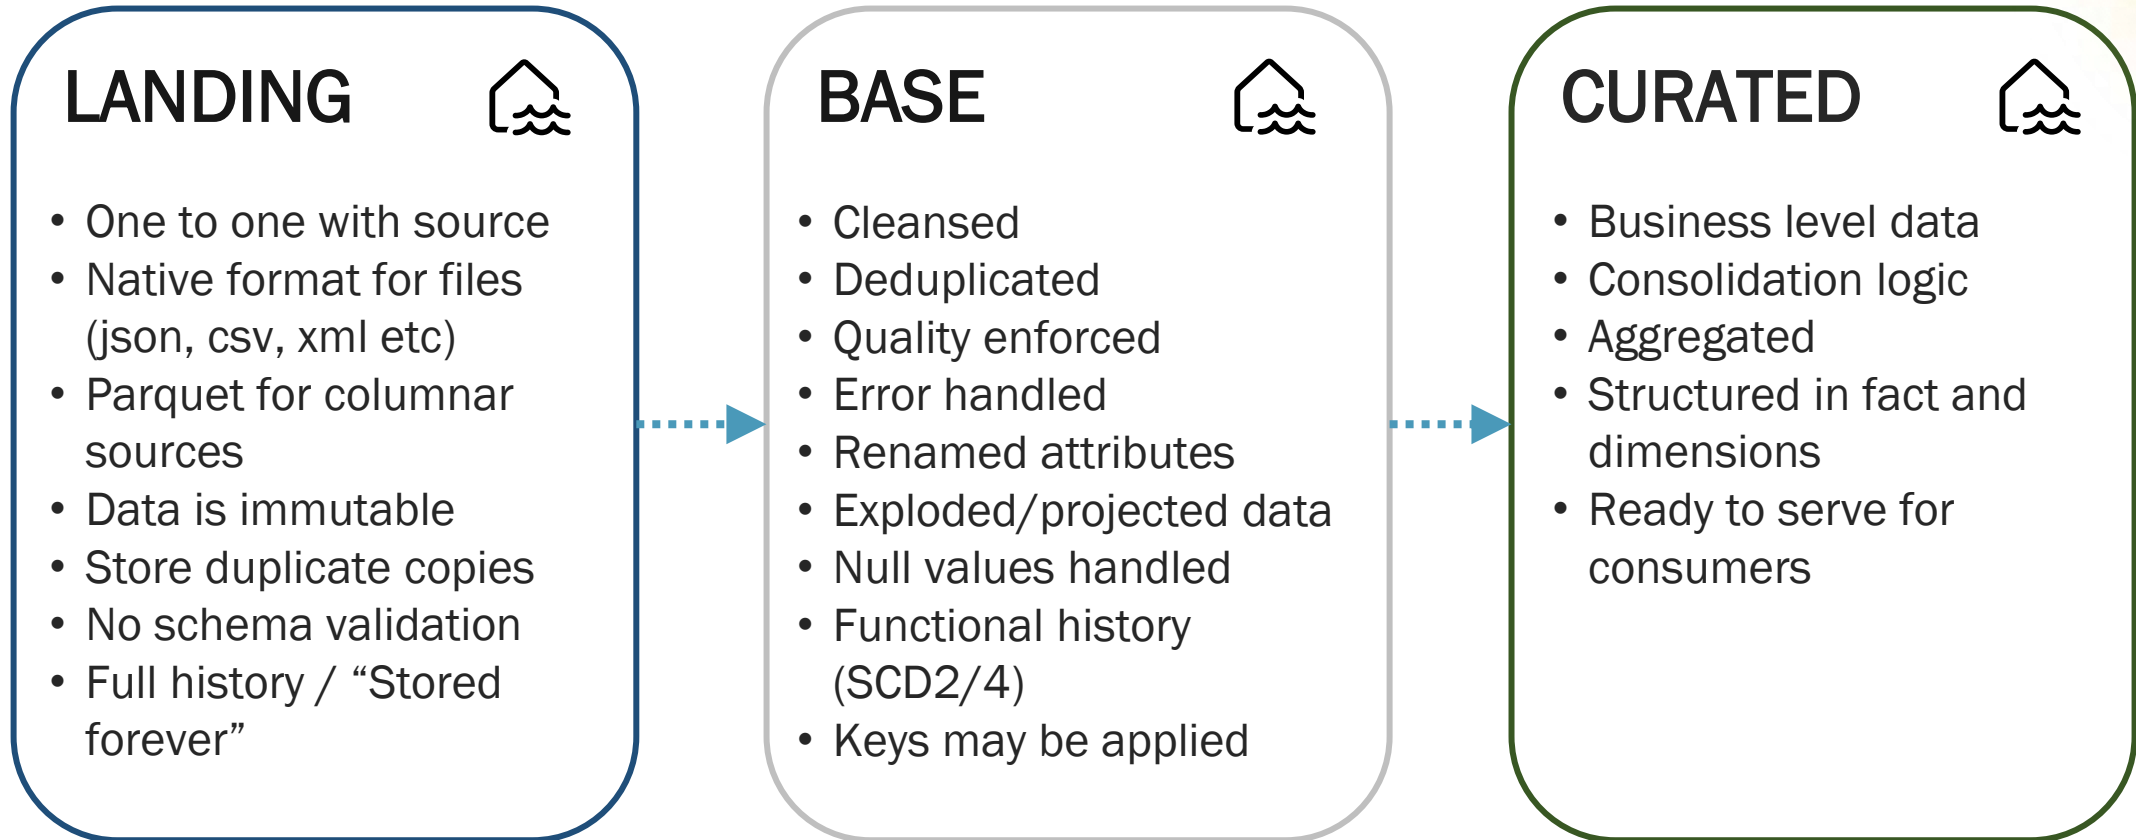 LANDING
• One to one with source
• Native format for files
(json, csv, xml etc)
• Parquet for columnar
sources
• Data is immutable
• Store duplicate copies
• No schema validation
• Full history / “Stored
forever”
BASE
• Cleansed
• Deduplicated
• Quality enforced
• Error handled
• Renamed attributes
• Exploded/projected data
• Null values handled
• Functional history
(SCD2/4)
• Keys may be applied
CURATED
• Business level data
• Consolidation logic
• Aggregated
• Structured in fact and
dimensions
• Ready to serve for
consumers